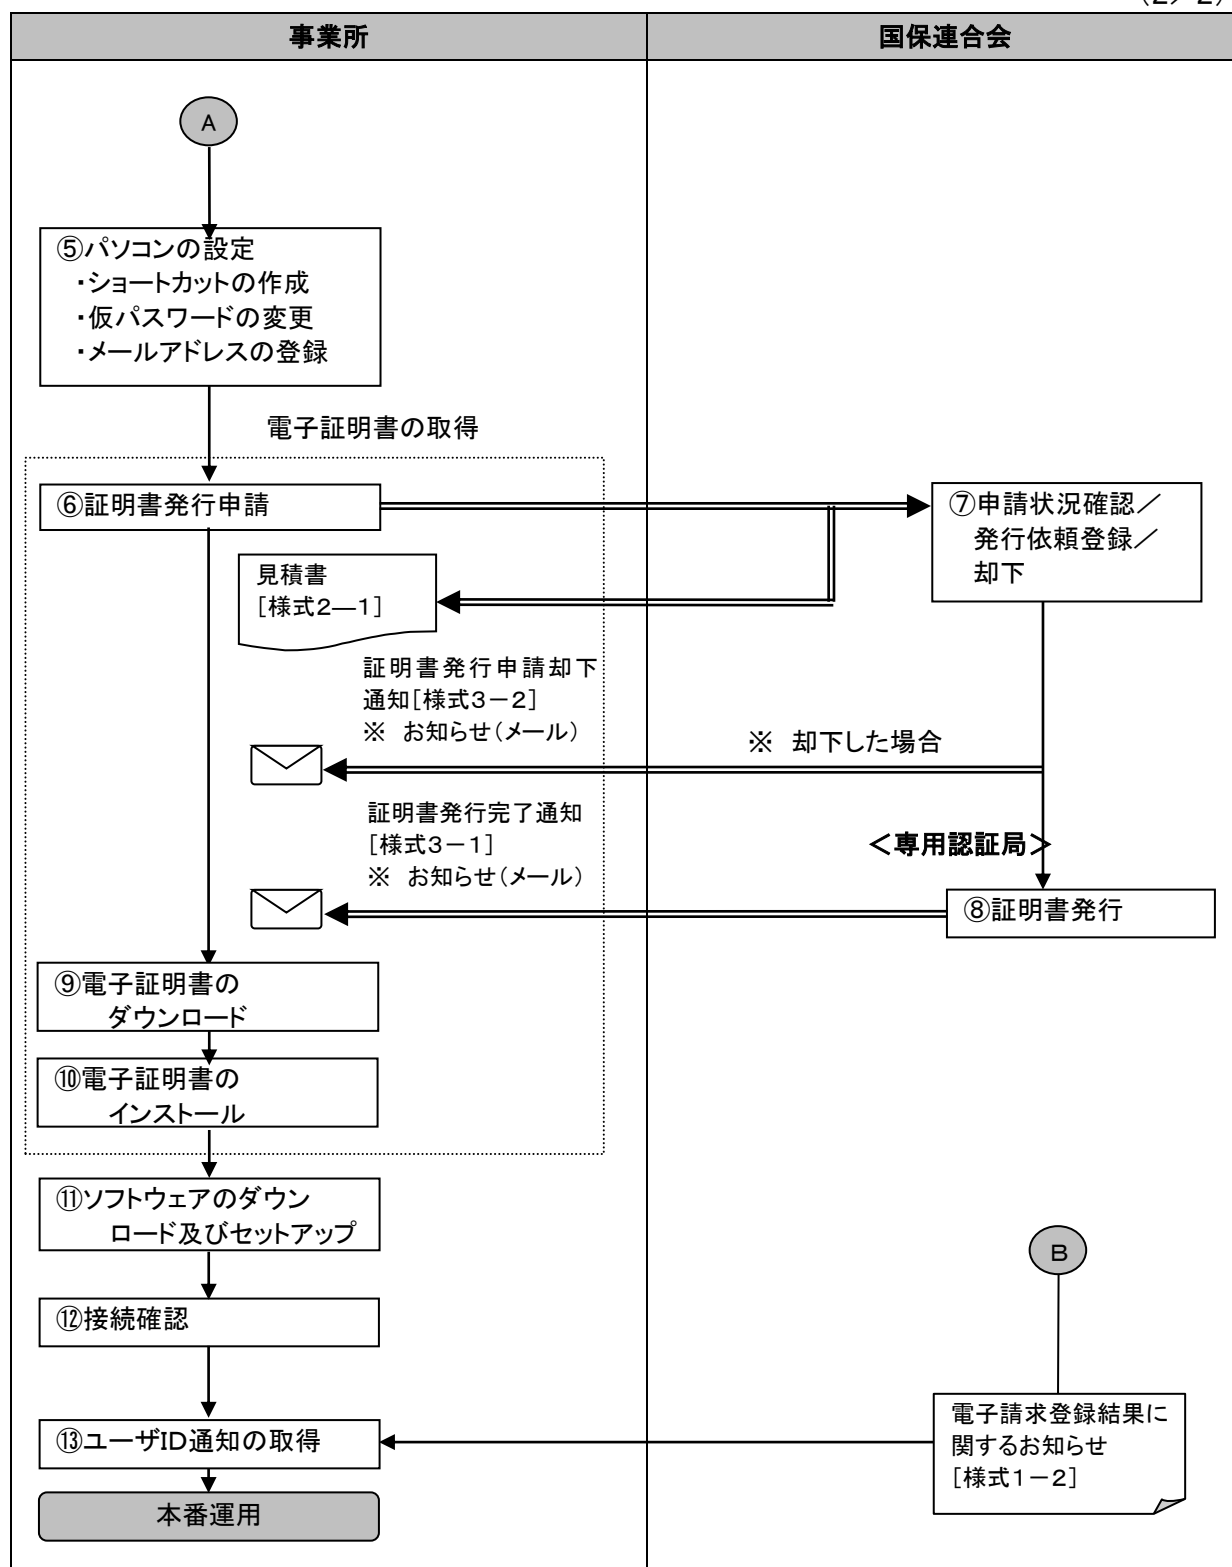 (2/2)
事業所
国保連合会
A
⑤パソコンの設定
・ショートカットの作成
・仮パスワードの変更
・メールアドレスの登録
電子証明書の取得
⑥証明書発行申請
⑦申請状況確認／
発行依頼登録／
却下
見積書
[様式2―1]
証明書発行申請却下
通知[様式3－2]
※ お知らせ(メール)
※ 却下した場合
証明書発行完了通知
[様式3－1]
※ お知らせ(メール)
＜専用認証局＞
⑧証明書発行
⑨電子証明書の
ダウンロード
⑩電子証明書の
インストール
⑪ソフトウェアのダウン
ロード及びセットアップ
B
⑫接続確認
電子請求登録結果に
関するお知らせ
[様式1－2]
⑬ユーザID通知の取得
本番運用